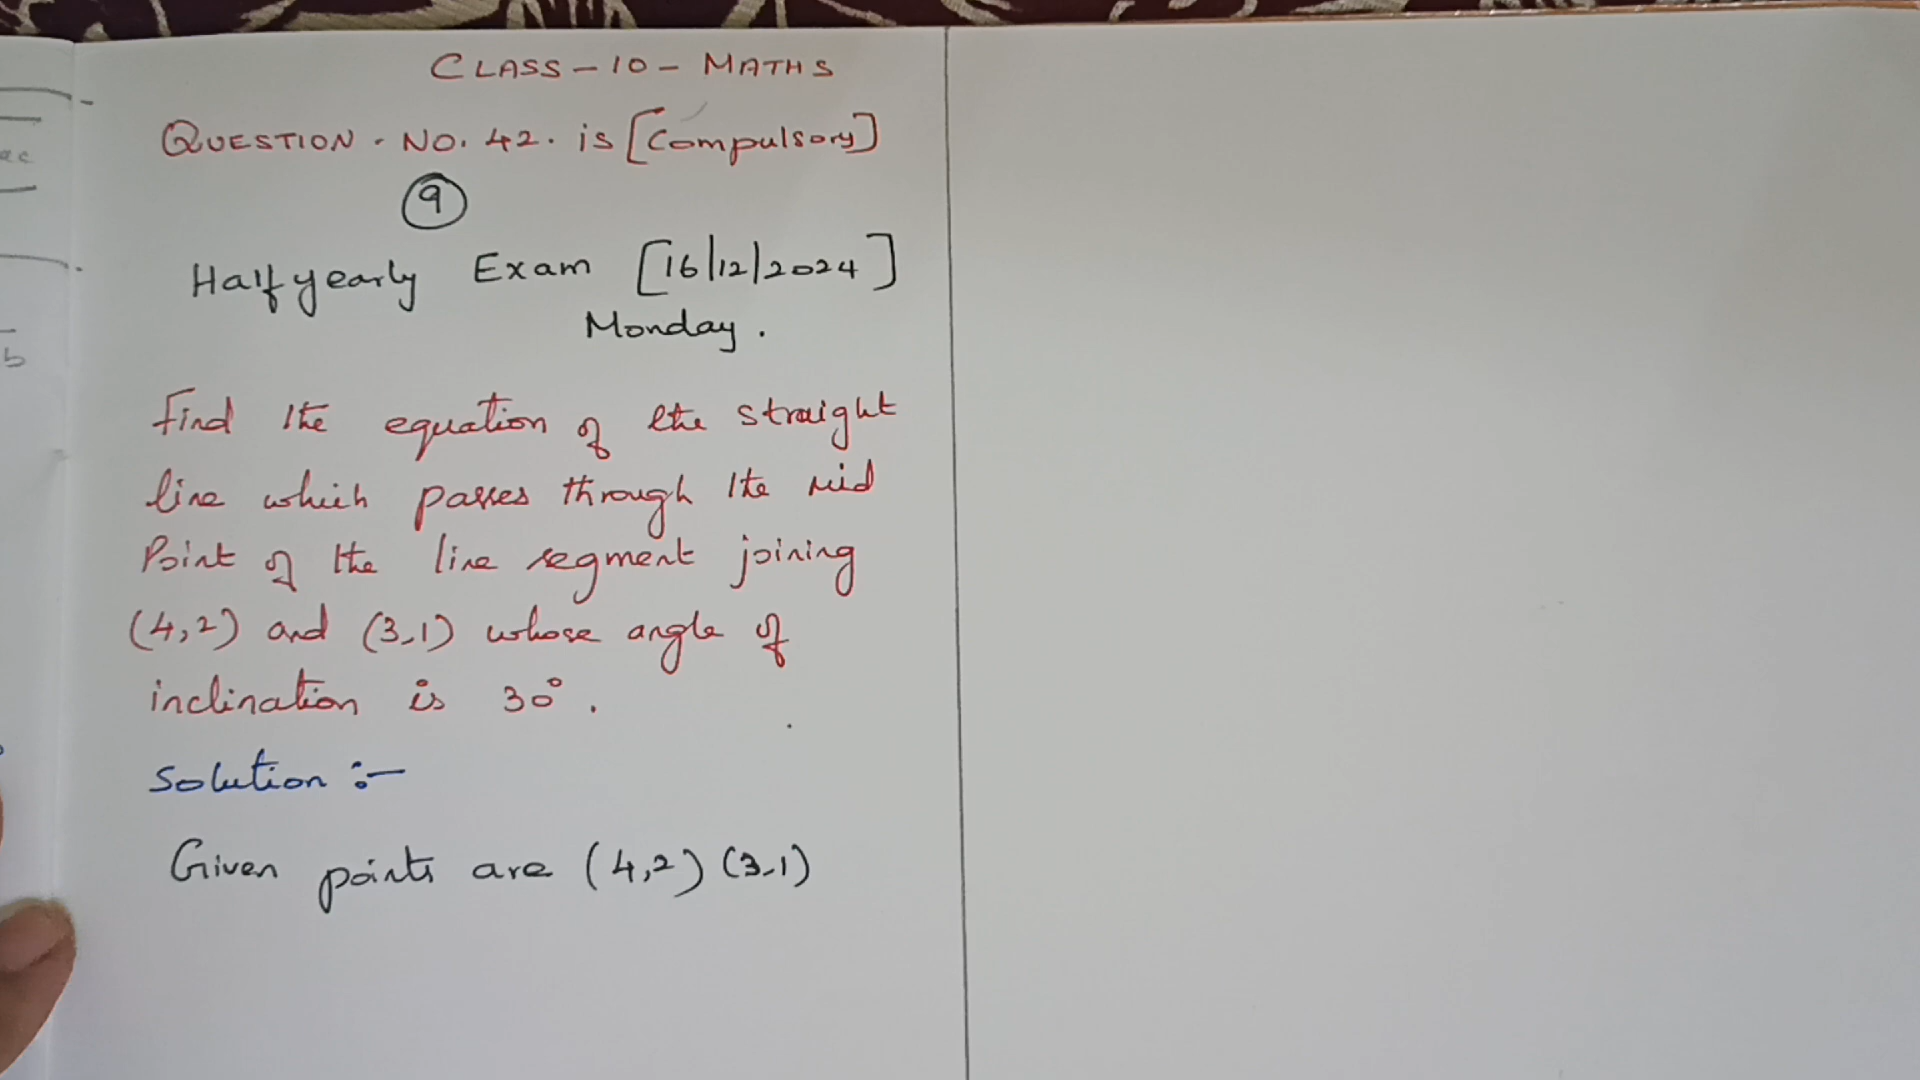 CLASS - 10 - MATHS
QUESTION. NO. 42. is [Compulsory]
9
Half yearly Exam [16/12/2024]
Monday.
Find the equation of the straight
line which passes through the mid
Point of the line segment joining
(4,2) and (3,1) whose angle of
inclination is 30°.
Solution :-
Given points are (4,2) (3,1)